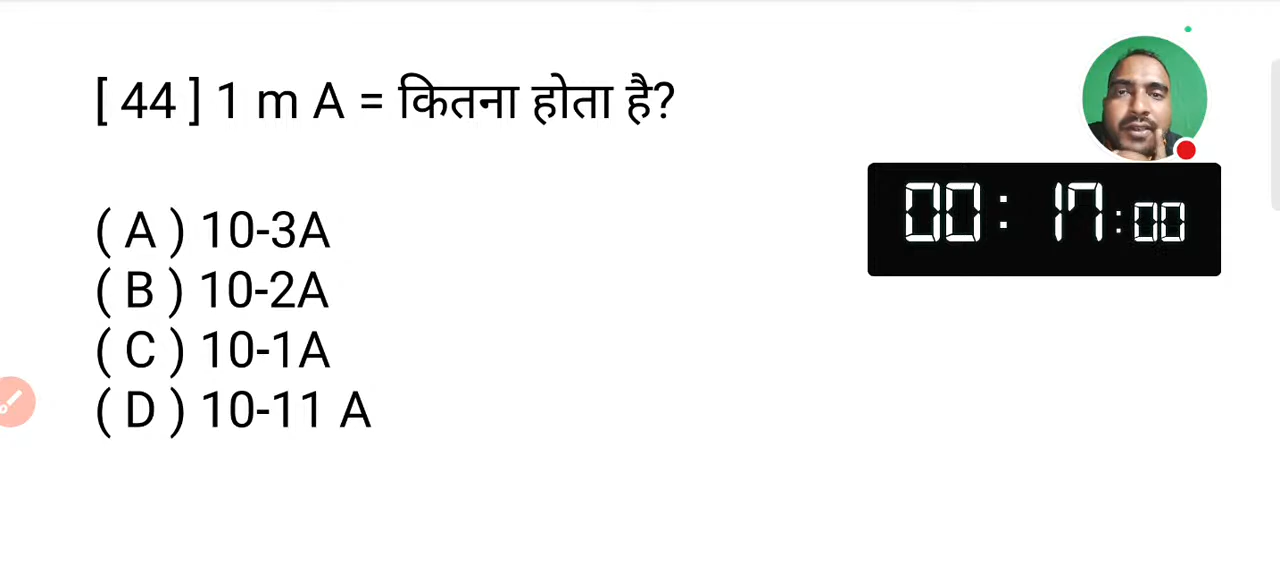 [ 44 ] 1 m A = कितना होता है?
00: 17:00
( A ) 10-3A
( B ) 10-2A
( C ) 10-1A
( D ) 10-11 A